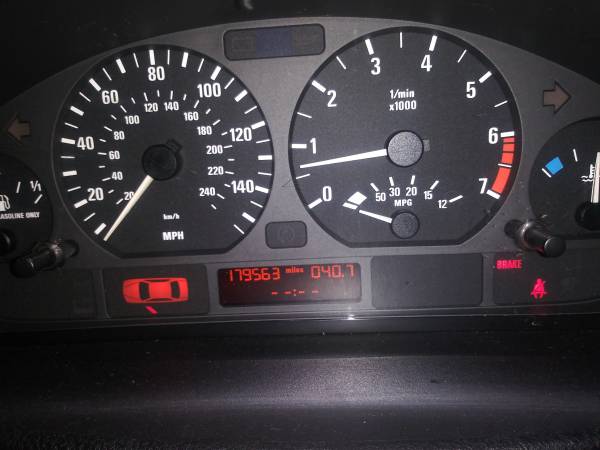 20 40 60 80 100 120 140
20 40 60 80 100 120 140 160 180 200 220 240
km/h
MPH
0 1 2 3 4 5 6 7
1/min
x1000
50 30 20 15 12
MPG
1/1
GASOLINE ONLY
179563 miles 040.7
--:--
BRAKE